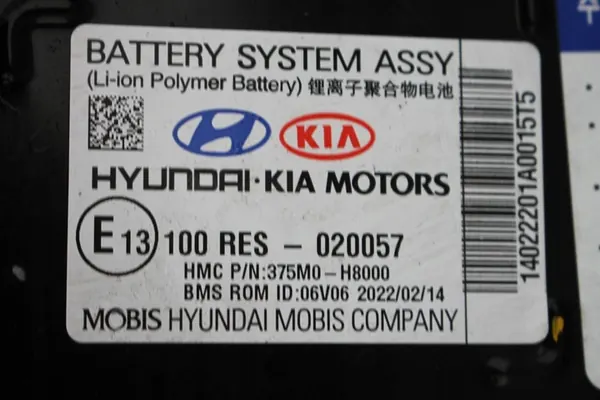 BATTERY SYSTEM ASSY
(Li-ion Polymer Battery) 锂离子聚合物电池
KIA
HYUNDAI·KIA MOTORS
E13 100 RES - 020057
HMC P/N:375M0-H8000
BMS ROM ID:06V06 2022/02/14
MOBIS HYUNDAI MOBIS COMPANY
14022201A0015T5